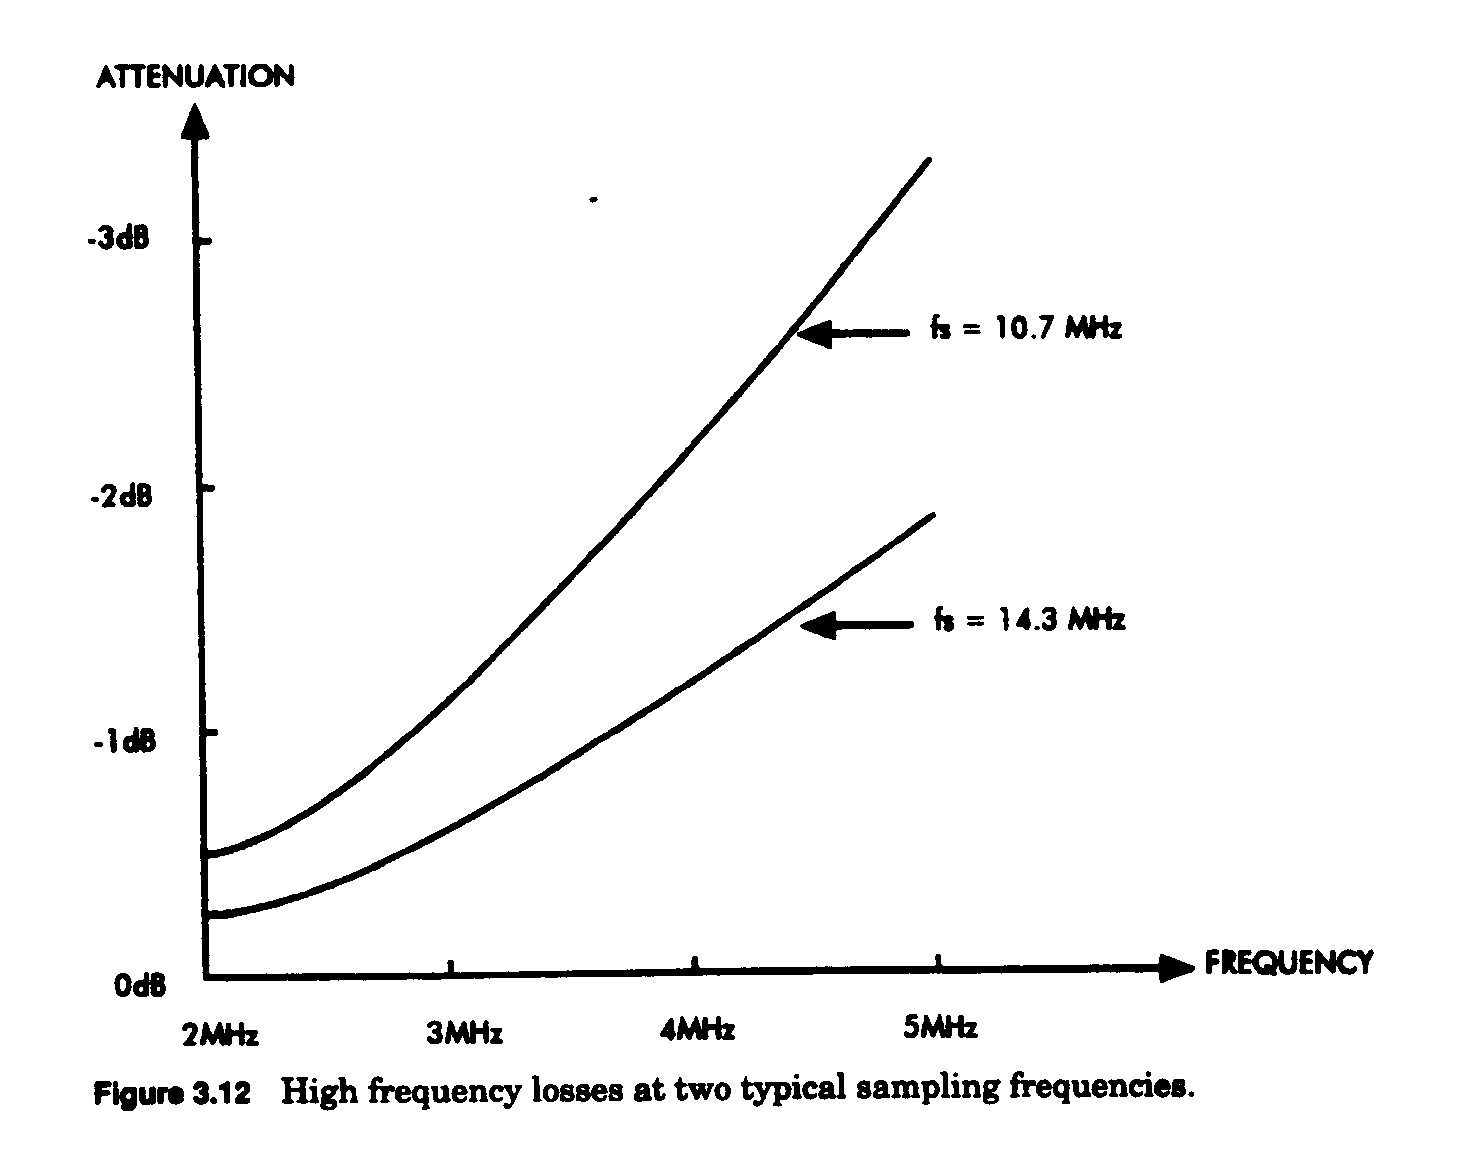 ATTENUATION
-3dB
fs = 10.7 MHz
-2dB
fs = 14.3 MHz
-1dB
0dB
FREQUENCY
2MHz 3MHz 4MHz 5MHz
Figure 3.12 High frequency losses at two typical sampling frequencies.